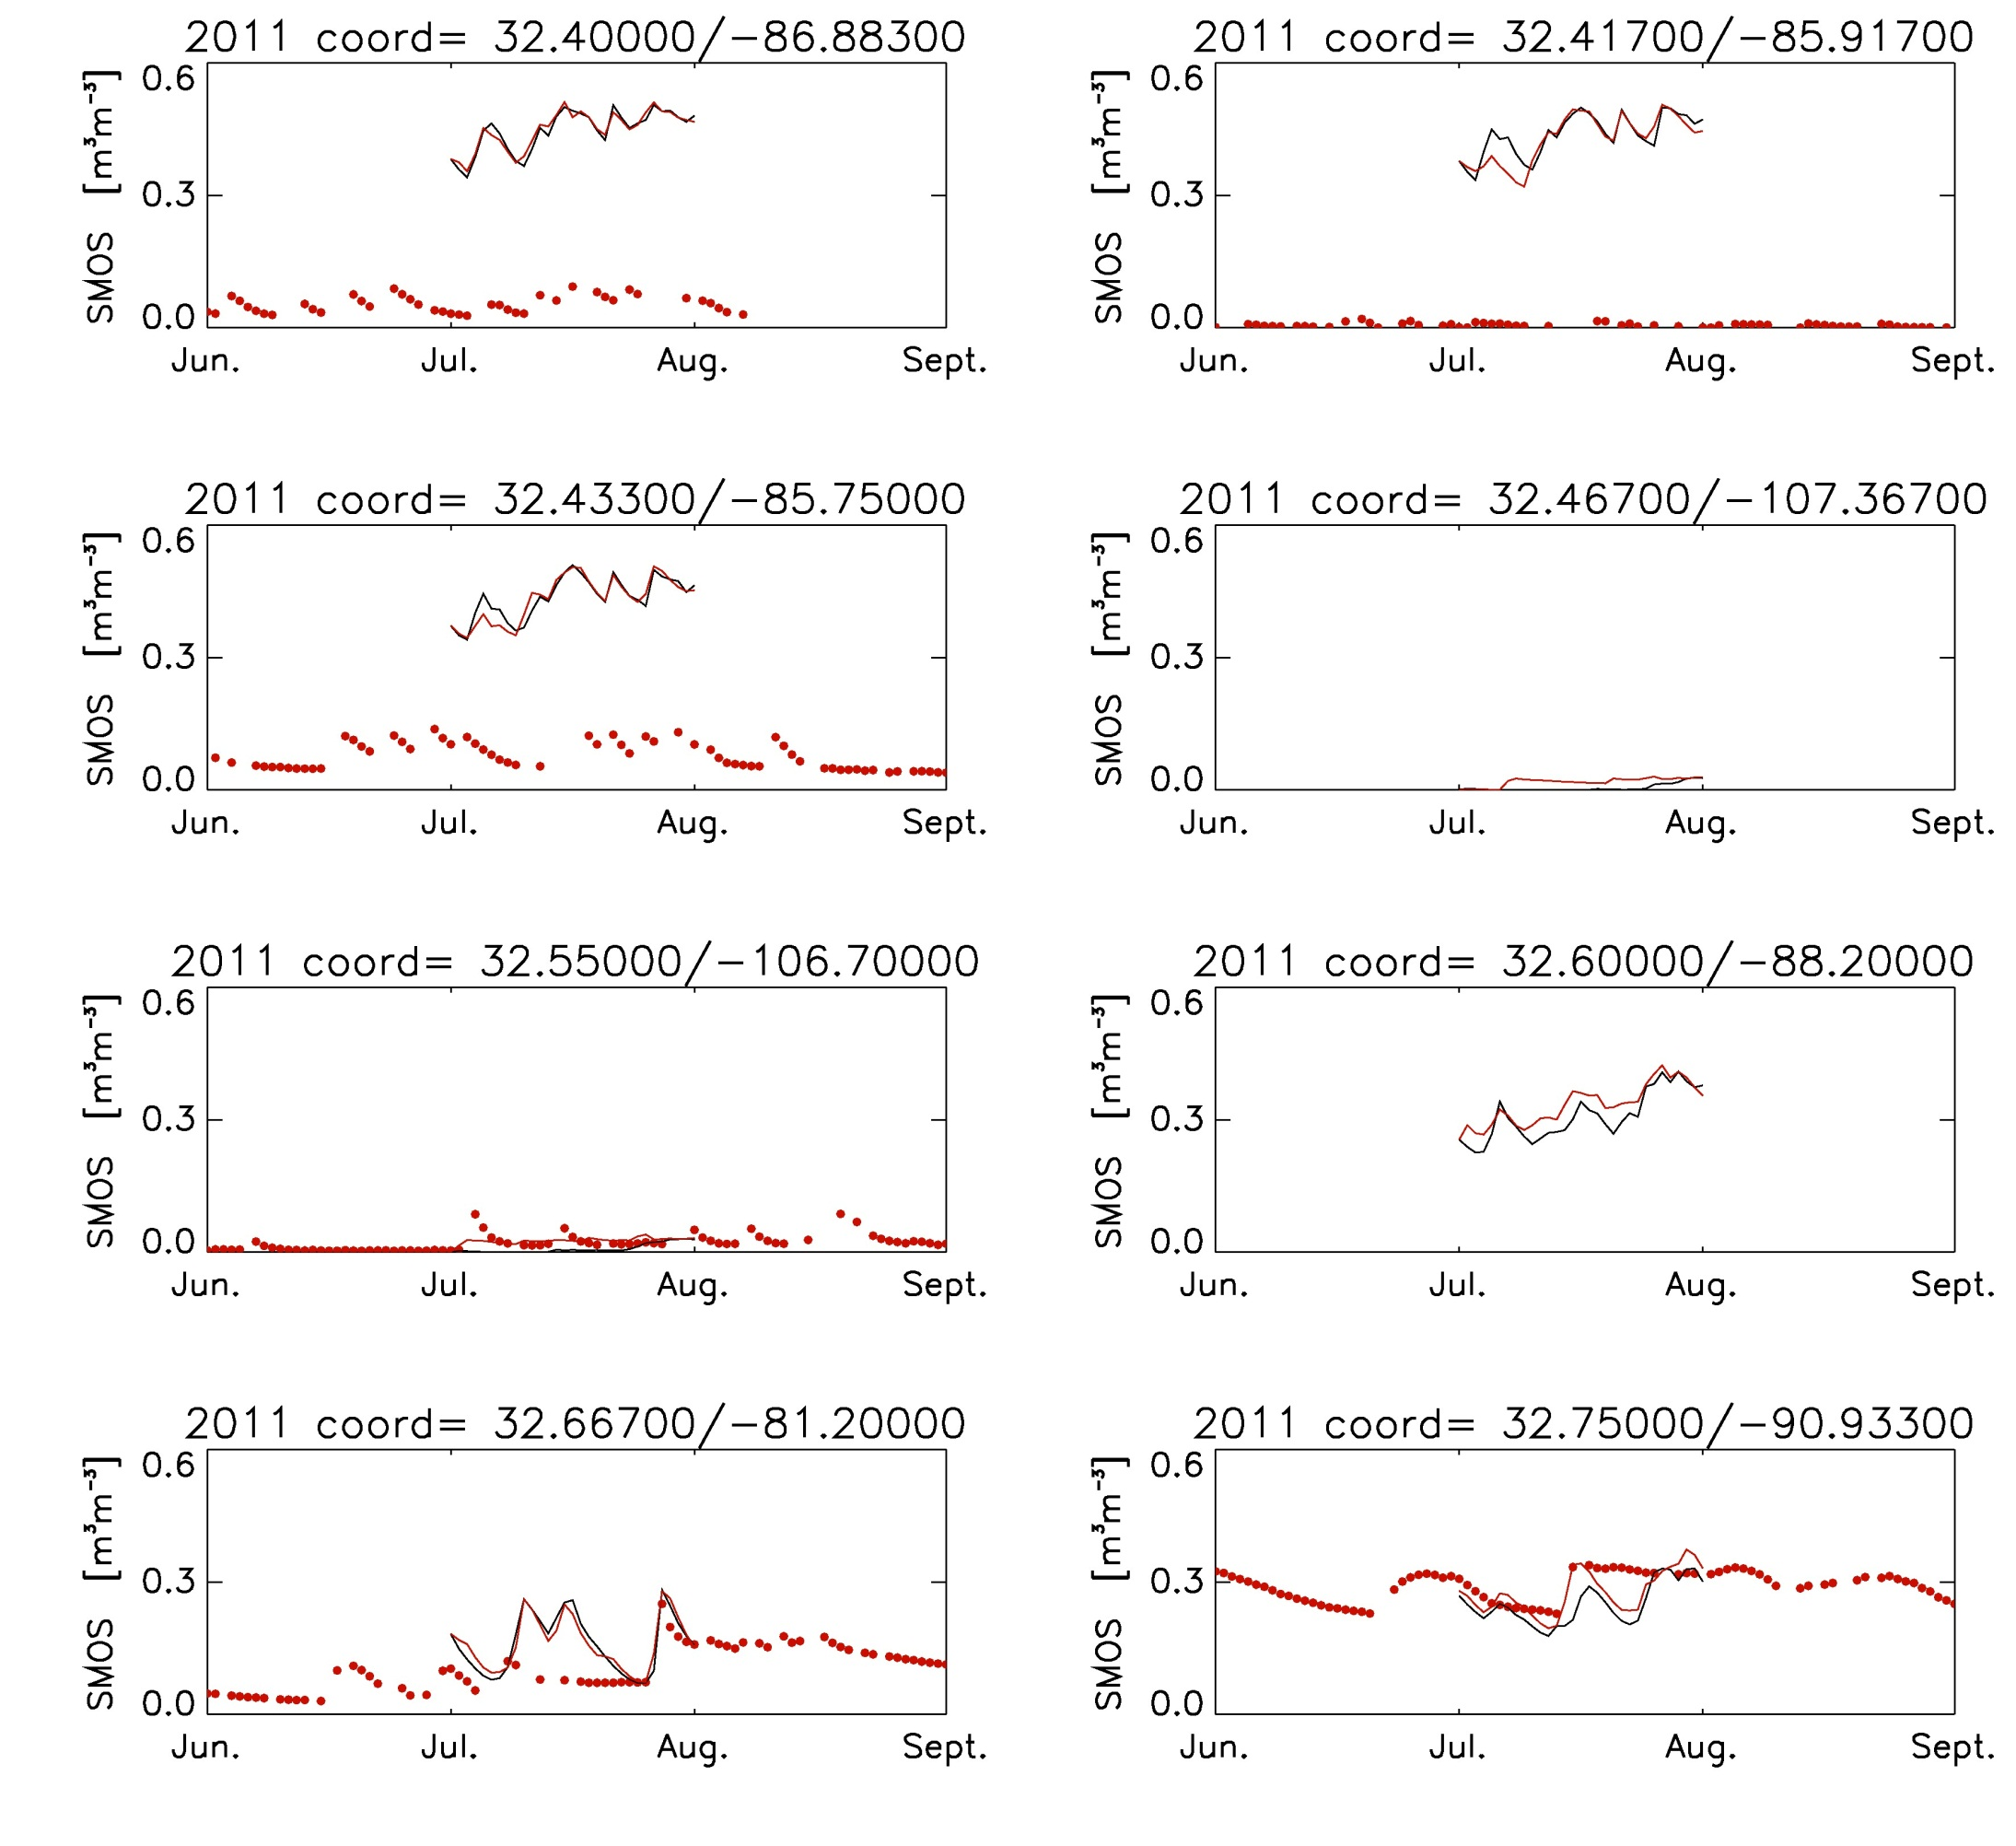 2011 coord= 32.40000/-86.88300
SMOS [m³m⁻³]
0.6
0.3
0.0
Jun. Jul. Aug. Sept.
2011 coord= 32.41700/-85.91700
SMOS [m³m⁻³]
0.6
0.3
0.0
Jun. Jul. Aug. Sept.
2011 coord= 32.43300/-85.75000
SMOS [m³m⁻³]
0.6
0.3
0.0
Jun. Jul. Aug. Sept.
2011 coord= 32.46700/-107.36700
SMOS [m³m⁻³]
0.6
0.3
0.0
Jun. Jul. Aug. Sept.
2011 coord= 32.55000/-106.70000
SMOS [m³m⁻³]
0.6
0.3
0.0
Jun. Jul. Aug. Sept.
2011 coord= 32.60000/-88.20000
SMOS [m³m⁻³]
0.6
0.3
0.0
Jun. Jul. Aug. Sept.
2011 coord= 32.66700/-81.20000
SMOS [m³m⁻³]
0.6
0.3
0.0
Jun. Jul. Aug. Sept.
2011 coord= 32.75000/-90.93300
SMOS [m³m⁻³]
0.6
0.3
0.0
Jun. Jul. Aug. Sept.